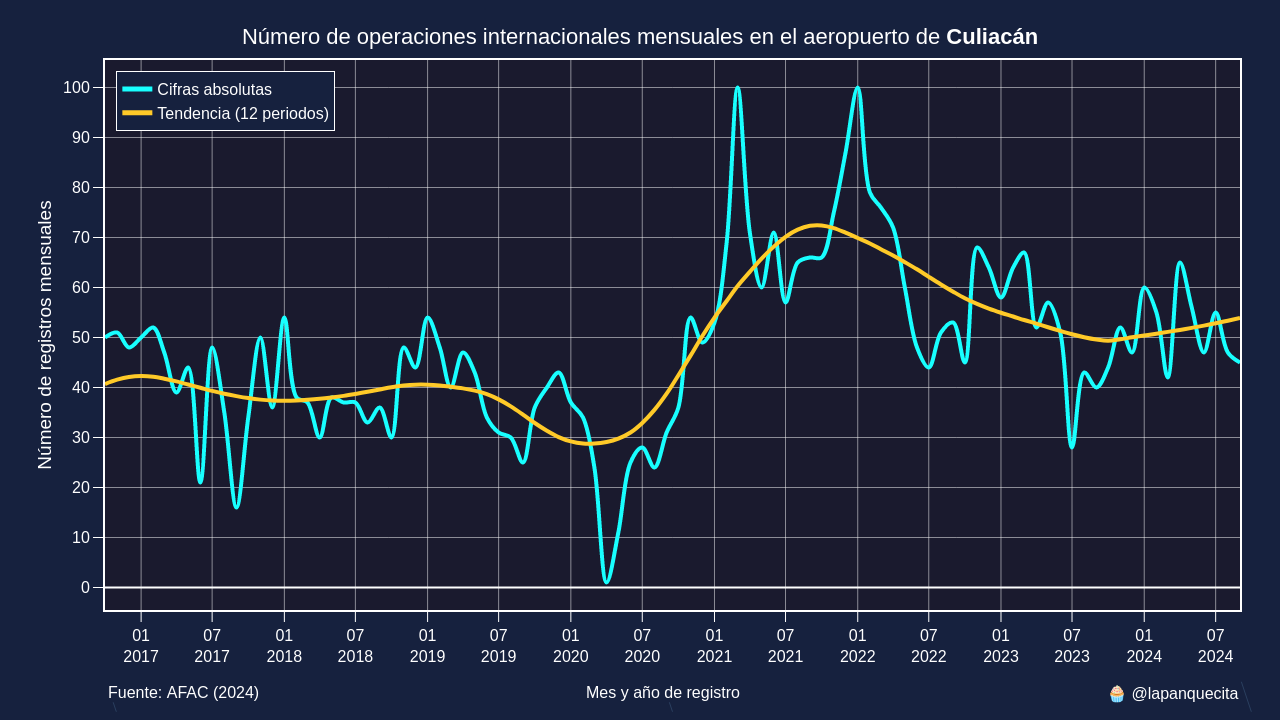 Número de operaciones internacionales mensuales en el aeropuerto de Culiacán
Cifras absolutas
Tendencia (12 periodos)
Número de registros mensuales
100
90
80
70
60
50
40
30
20
10
0
01 07 01 07 01 07 01 07 01 07 01 07 01 07 01 07
2017 2017 2018 2018 2019 2019 2020 2020 2021 2021 2022 2022 2023 2023 2024 2024
Fuente: AFAC (2024) Mes y año de registro 🧁 @lapanquecita